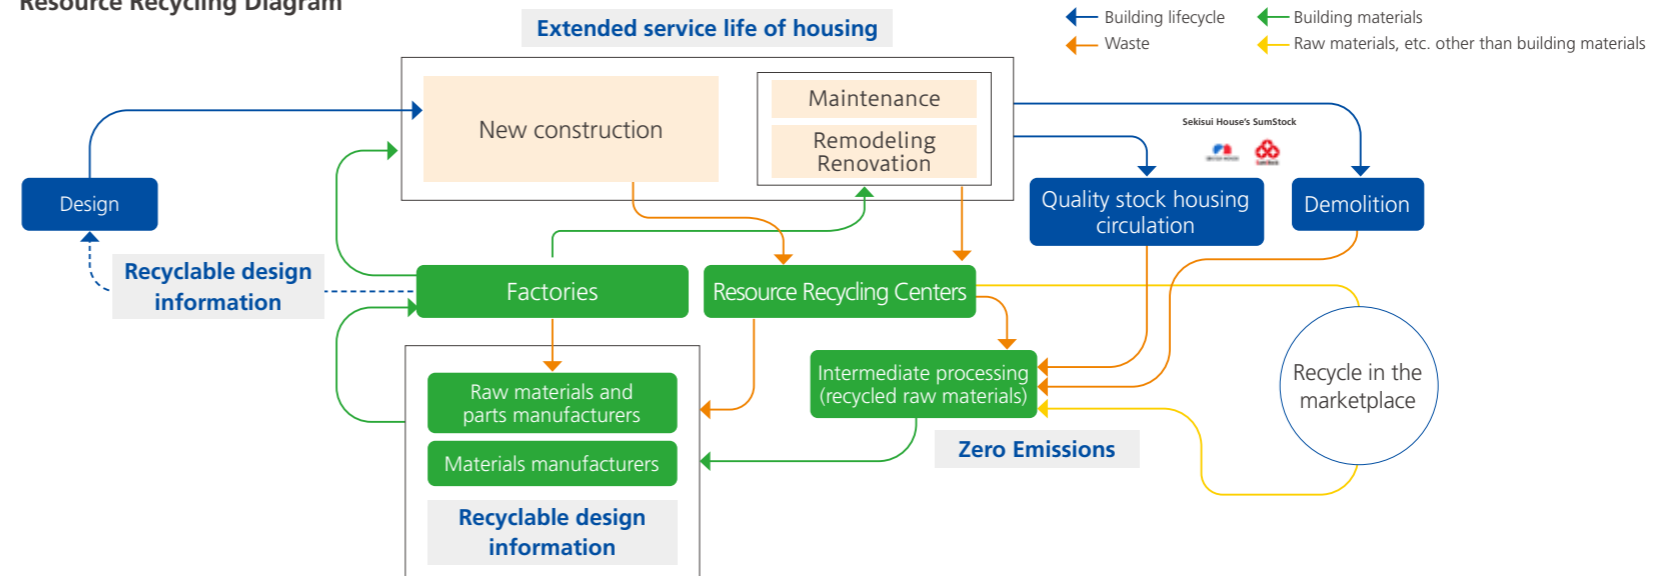 Resource Recycling Diagram
Building lifecycle
Building materials
Waste
Raw materials, etc. other than building materials
Extended service life of housing
New construction
Maintenance
Remodeling
Renovation
Sekisui House's SumStock
Design
Quality stock housing
circulation
Demolition
Recyclable design
information
Factories
Resource Recycling Centers
Raw materials and
parts manufacturers
Intermediate processing
(recycled raw materials)
Recycle in the
marketplace
Materials manufacturers
Zero Emissions
Recyclable design
information